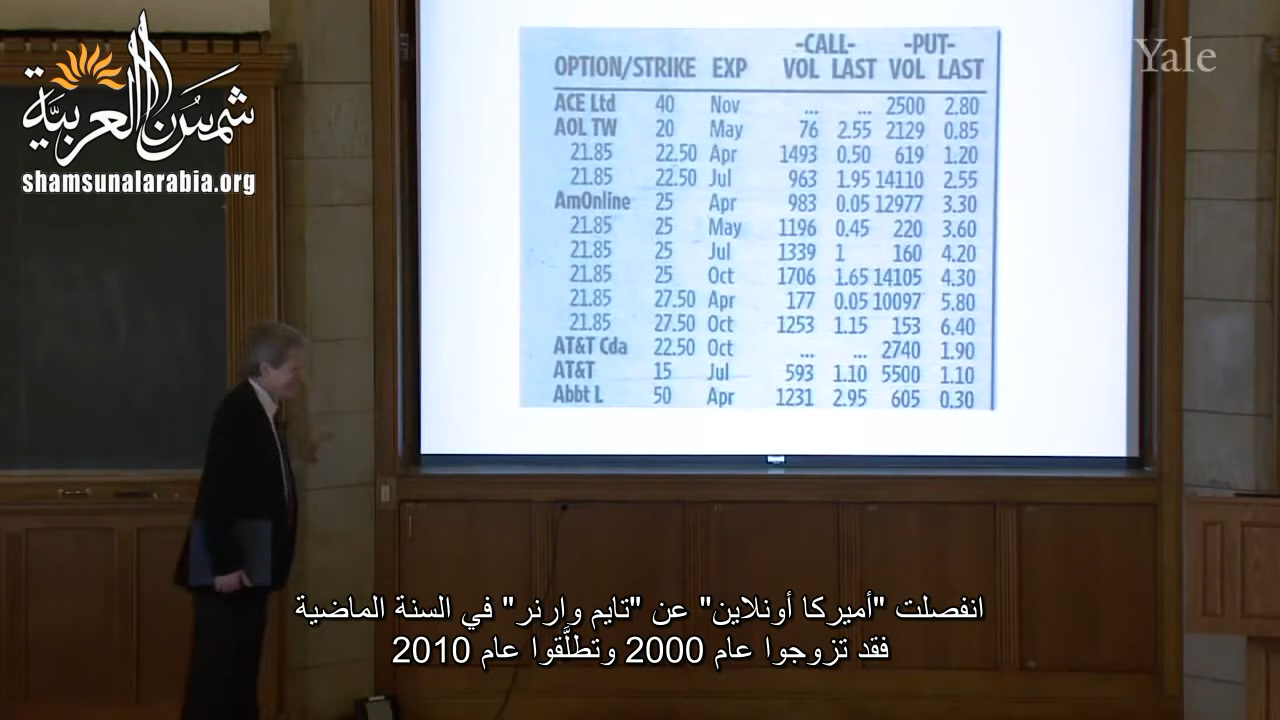 شمسُن العربيَّة
shamsunalarabia.org
Yale
-CALL- -PUT-
OPTION/STRIKE EXP VOL LAST VOL LAST
ACE Ltd 40 Nov ... ... 2500 2.80
AOL TW 20 May 76 2.55 2129 0.85
21.85 22.50 Apr 1493 0.50 619 1.20
21.85 22.50 Jul 963 1.95 14110 2.55
AmOnline 25 Apr 983 0.05 12977 3.30
21.85 25 May 1196 0.45 220 3.60
21.85 25 Jul 1339 1 160 4.20
21.85 25 Oct 1706 1.65 14105 4.30
21.85 27.50 Apr 177 0.05 10097 5.80
21.85 27.50 Oct 1253 1.15 153 6.40
AT&T Cda 22.50 Oct ... ... 2740 1.90
AT&T 15 Jul 593 1.10 5500 1.10
Abbt L 50 Apr 1231 2.95 605 0.30
انفصلت "أميركا أونلاين" عن "تايم وارنر" في السنة الماضية
فقد تزوجوا عام 2000 وتطلَّقوا عام 2010